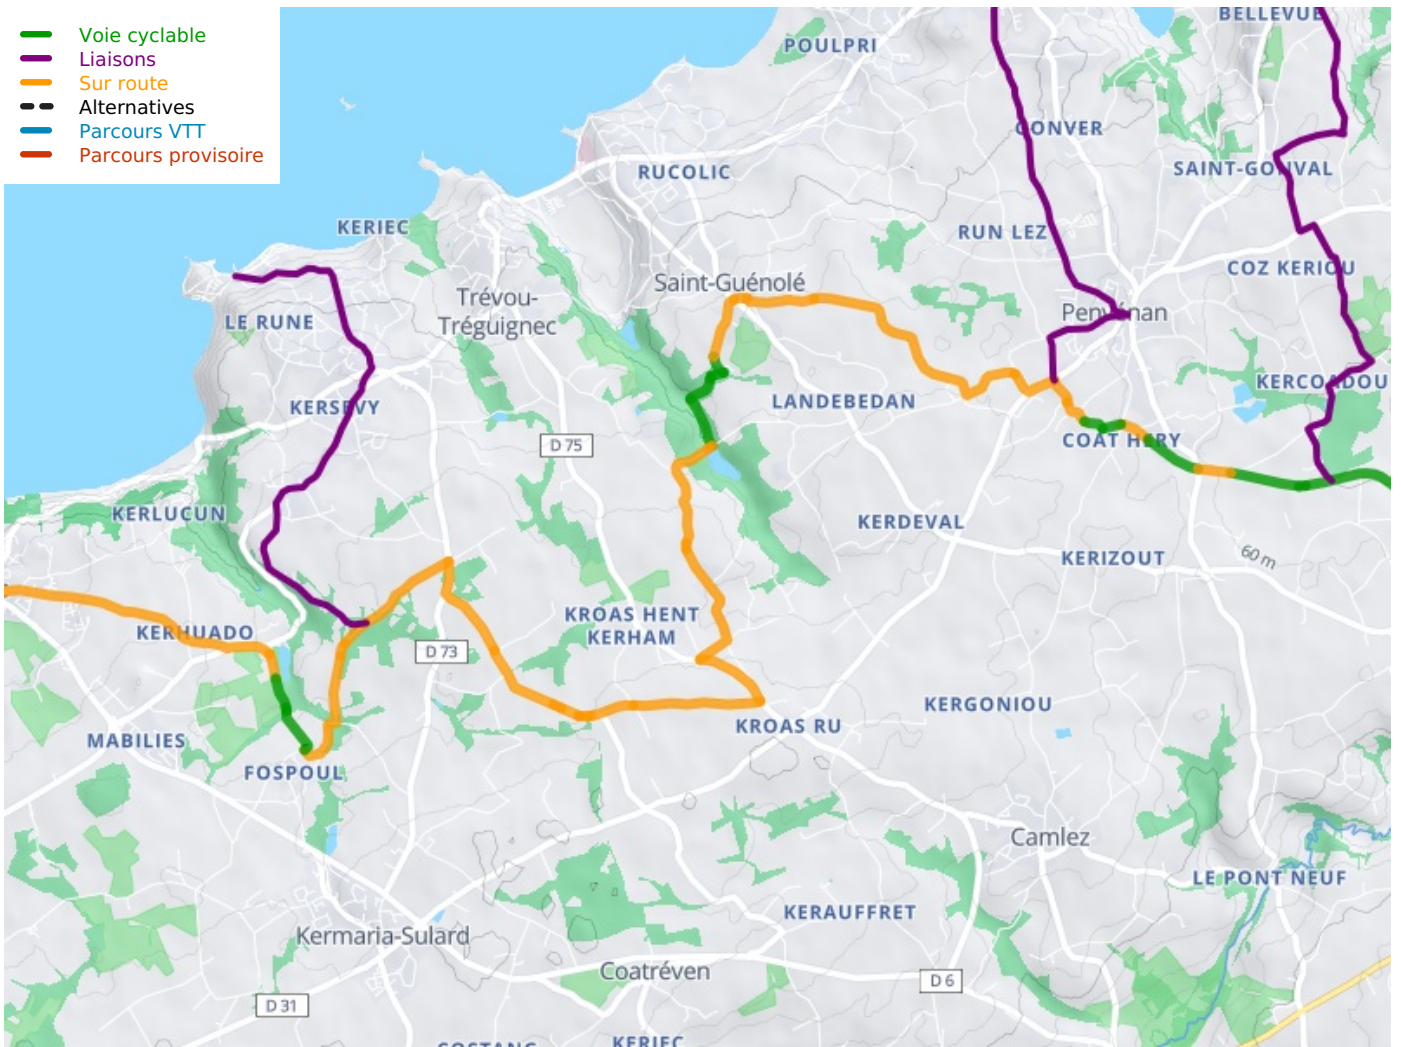 Voie cyclable
Liaisons
Sur route
Alternatives
Parcours VTT
Parcours provisoire
BELLEVUE
POULPRI
CONVER
RUCOLIC
SAINT-GONVAL
KERIEC
RUN LEZ
COZ KERIOU
Saint-Guénolé
Trévou-
Tréguignec
LE RUNE
Penvénan
KERSEVY
LANDEBEDAN
D 75
COAT HERY
KERLUCUN
KERDEVAL
KERIZOUT
60 m
KROAS HENT
KERHAM
KERHUADO
D 73
KERGONIOU
KROAS RU
MABILIES
FOSPOUL
Camlez
LE PONT NEUF
KERAUFFRET
Kermaria-Sulard
Coatréven
D 6
D 31
KERIEC